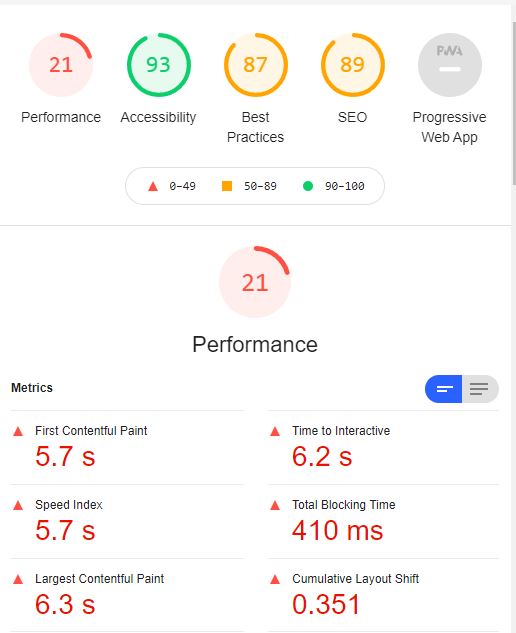 21
93
87
89
PWA
Performance
Accessibility
Best
Practices
SEO
Progressive
Web App
0–49
50–89
90–100
21
Performance
Metrics
First Contentful Paint
5.7 s
Time to Interactive
6.2 s
Speed Index
5.7 s
Total Blocking Time
410 ms
Largest Contentful Paint
6.3 s
Cumulative Layout Shift
0.351